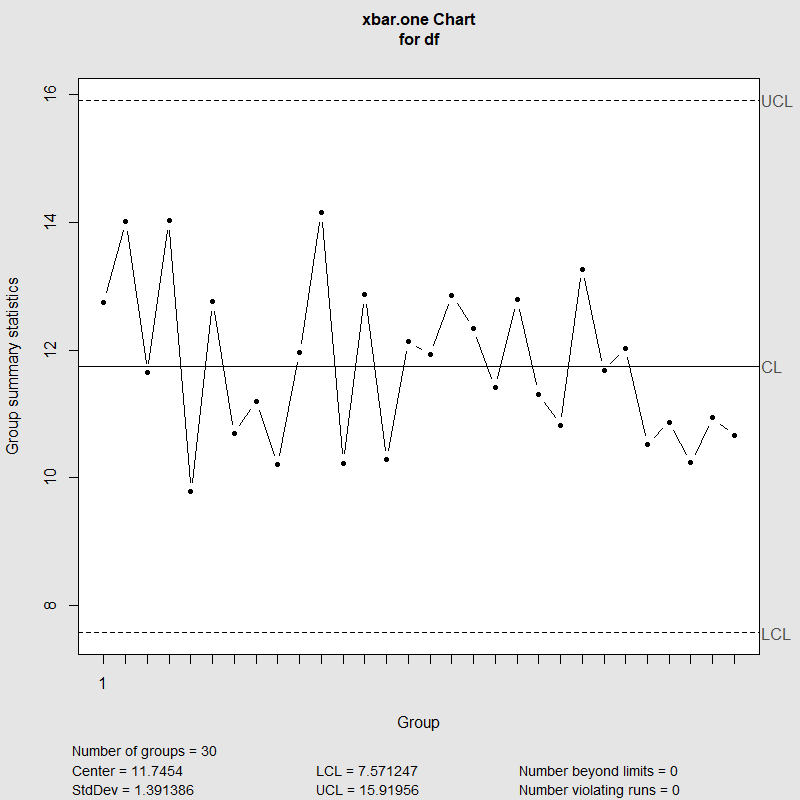 xbar.one Chart
for df
16
UCL
14
12
CL
10
8
LCL
Group summary statistics
1
Group
Number of groups = 30
Center = 11.7454
LCL = 7.571247
Number beyond limits = 0
StdDev = 1.391386
UCL = 15.91956
Number violating runs = 0